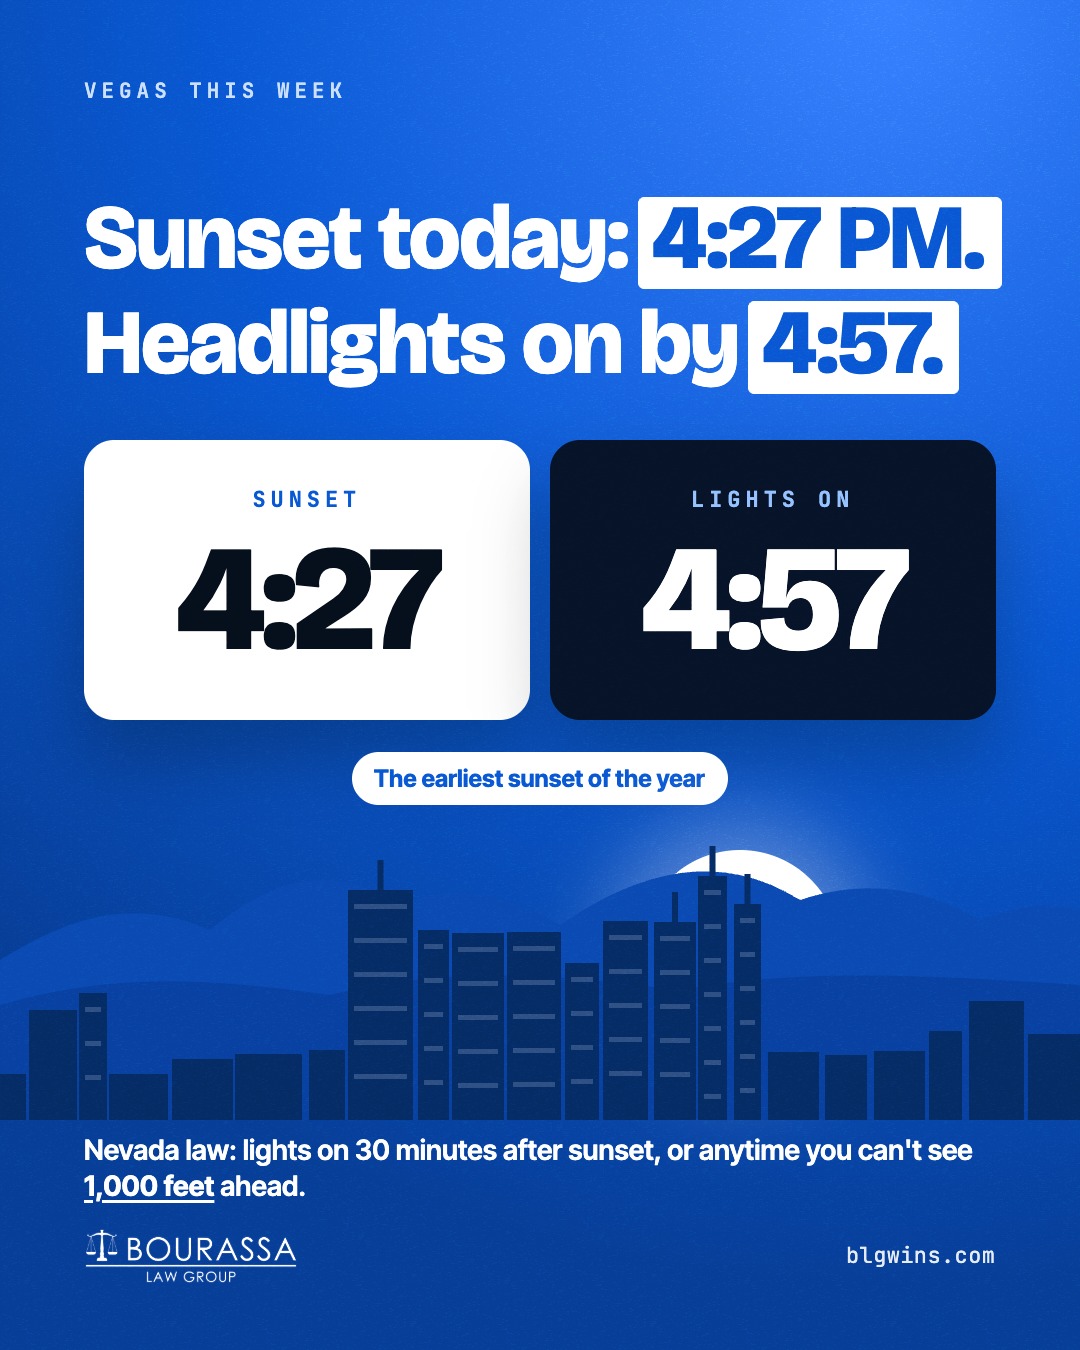 VEGAS THIS WEEK
Sunset today: 4:27 PM.
Headlights on by 4:57.
SUNSET
4:27
LIGHTS ON
4:57
The earliest sunset of the year
Nevada law: lights on 30 minutes after sunset, or anytime you can't see
1,000 feet ahead.
BOURASSA
LAW GROUP
blgwins.com